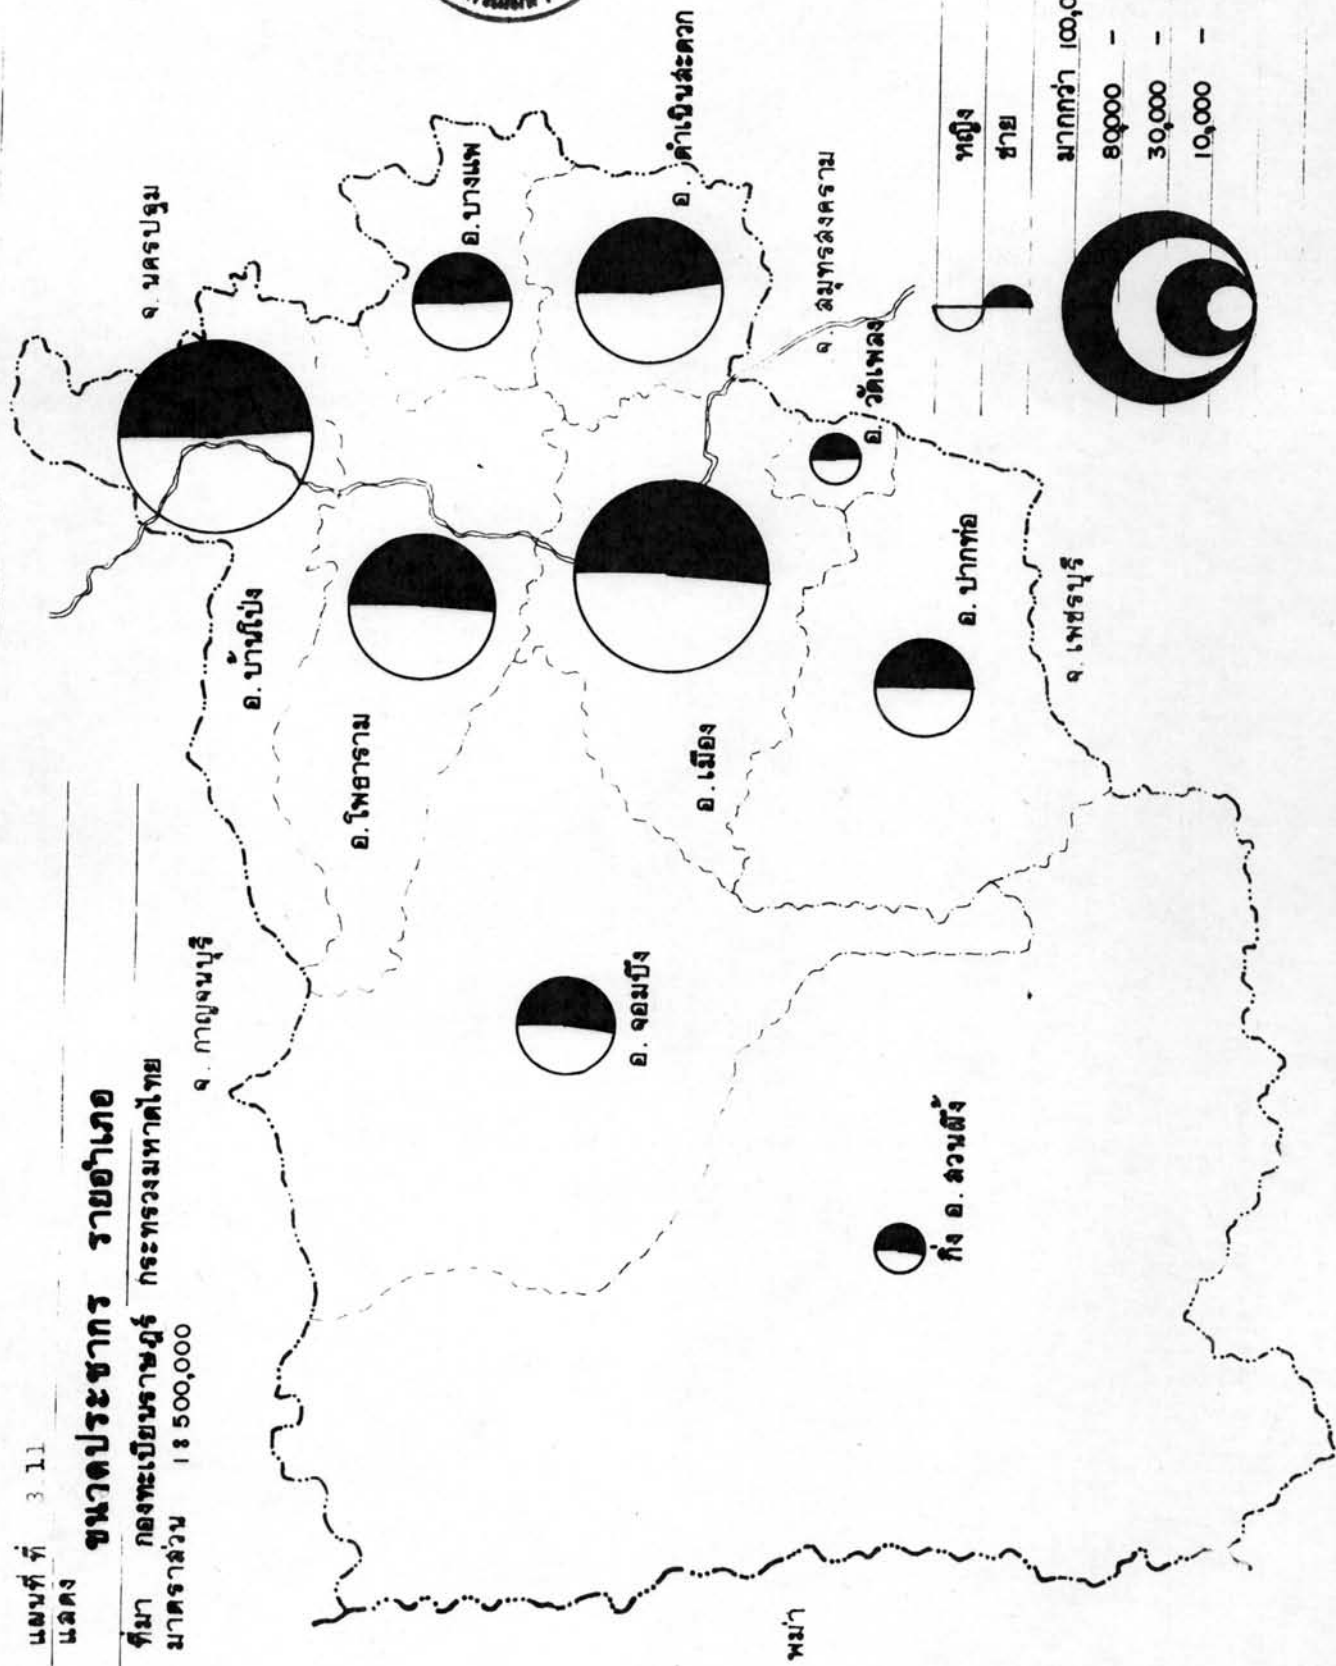 แผนที่ที่ 3.11
แสดง
ขนาดประชากร รายอำเภอ
ที่มา กองทะเบียนราษฎร์ กระทรวงมหาดไทย
มาตราส่วน 1:500,000
จ. นครปฐม
อ. บ้านโป่ง
จ. กาญจนบุรี
อ. โพธาราม
อ. บางแพ
อ. ดำเนินสะดวก
อ. จอมบึง
อ. เมือง
จ. สมุทรสงคราม
อ. วัดเพลง
กิ่ง อ. สวนผึ้ง
อ. ปากท่อ
จ. เพชรบุรี
พม่า
หญิง
ชาย
มากกว่า 100,0
80,000 -
30,000 -
10,000 -